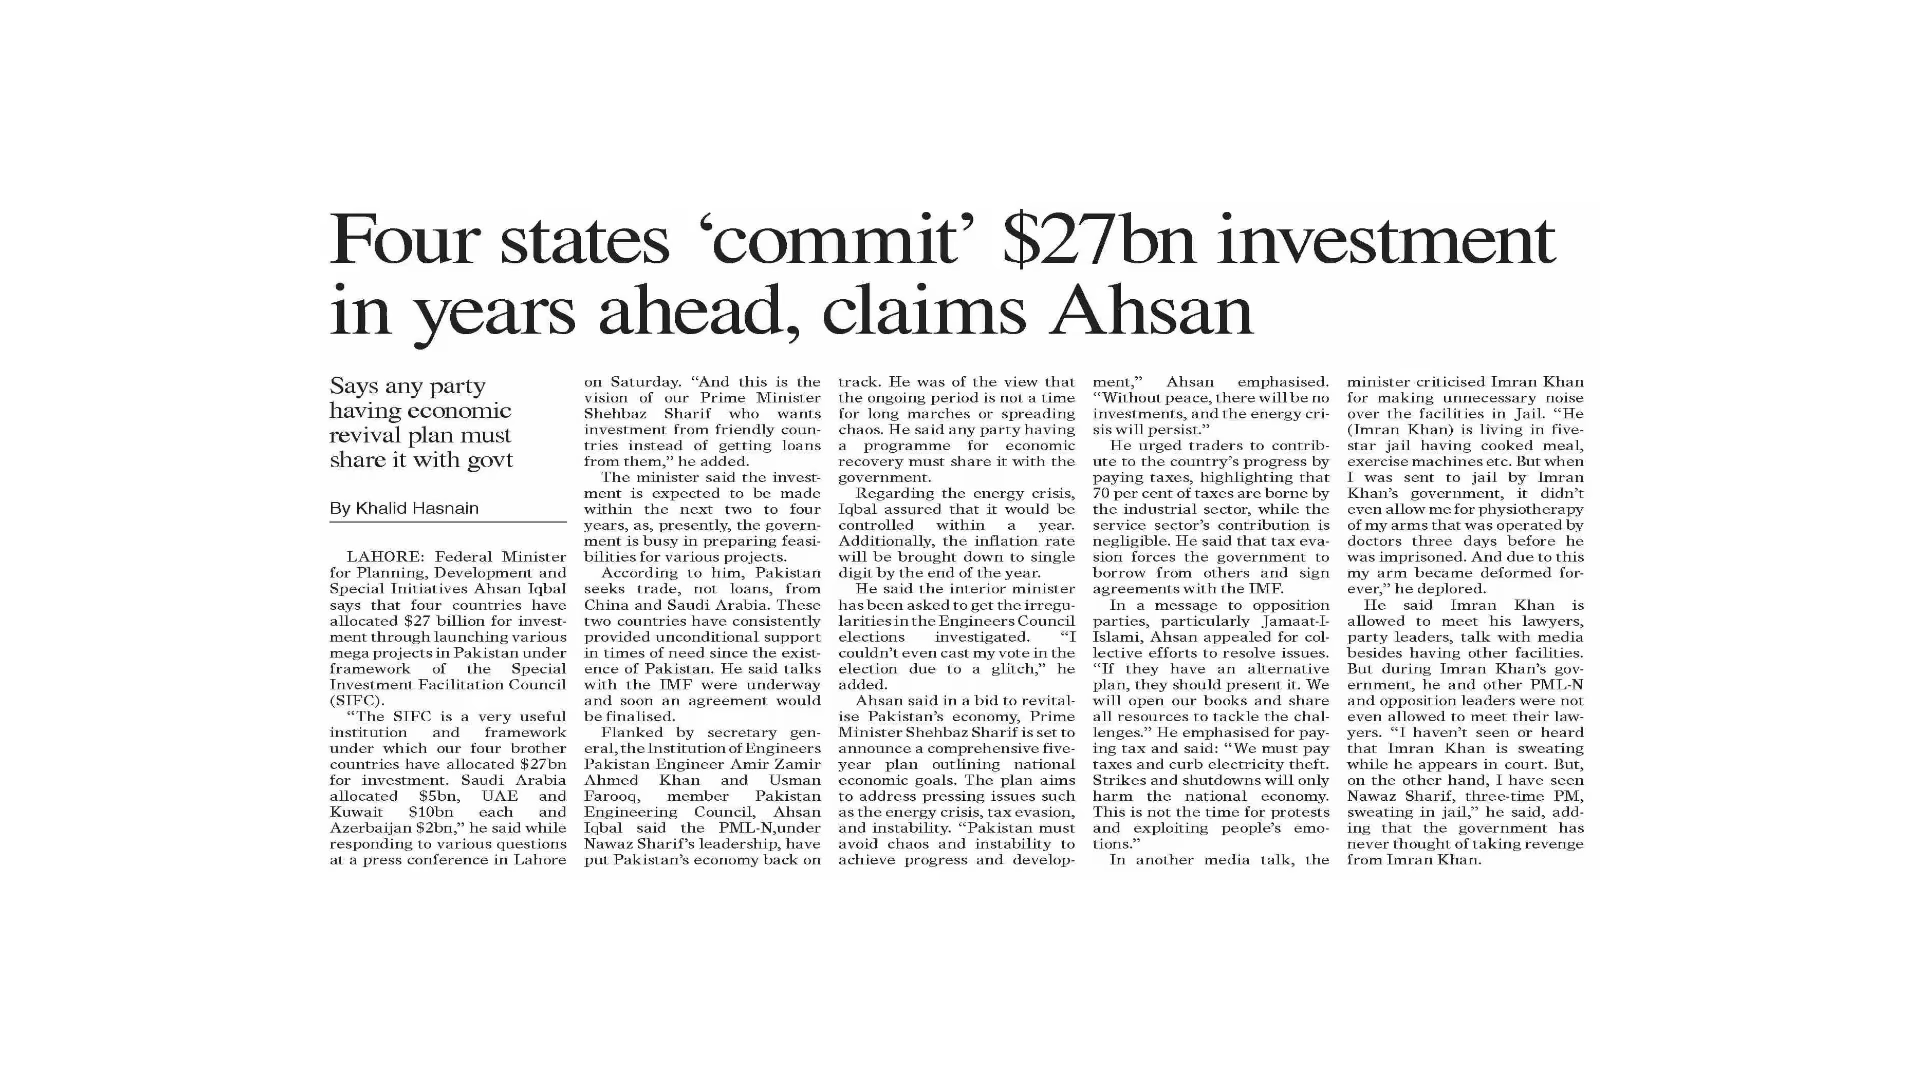 Four states ‘commit’ $27bn investment
in years ahead, claims Ahsan
Says any party
having economic
revival plan must
share it with govt
By Khalid Hasnain
LAHORE: Federal Minister
for Planning, Development and
Special Initiatives Ahsan Iqbal
says that four countries have
allocated $27 billion for invest-
ment through launching various
mega projects in Pakistan under
framework of the Special
Investment Facilitation Council
(SIFC).
“The SIFC is a very useful
institution and framework
under which our four brother
countries have allocated $27bn
for investment. Saudi Arabia
allocated $5bn, UAE and
Kuwait $10bn each and
Azerbaijan $2bn,” he said while
responding to various questions
at a press conference in Lahore
on Saturday. “And this is the
vision of our Prime Minister
Shehbaz Sharif who wants
investment from friendly coun-
tries instead of getting loans
from them,” he added.
The minister said the invest-
ment is expected to be made
within the next two to four
years, as, presently, the govern-
ment is busy in preparing feasi-
bilities for various projects.
According to him, Pakistan
seeks trade, not loans, from
China and Saudi Arabia. These
two countries have consistently
provided unconditional support
in times of need since the exist-
ence of Pakistan. He said talks
with the IMF were underway
and soon an agreement would
be finalised.
Flanked by secretary gen-
eral, the Institution of Engineers
Pakistan Engineer Amir Zamir
Ahmed Khan and Usman
Farooq, member Pakistan
Engineering Council, Ahsan
Iqbal said the PML-N,under
Nawaz Sharif’s leadership, have
put Pakistan’s economy back on
track. He was of the view that
the ongoing period is not a time
for long marches or spreading
chaos. He said any party having
a programme for economic
recovery must share it with the
government.
Regarding the energy crisis,
Iqbal assured that it would be
controlled within a year.
Additionally, the inflation rate
will be brought down to single
digit by the end of the year.
He said the interior minister
has been asked to get the irregu-
larities in the Engineers Council
elections investigated. “I
couldn’t even cast my vote in the
election due to a glitch,” he
added.
Ahsan said in a bid to revital-
ise Pakistan’s economy, Prime
Minister Shehbaz Sharif is set to
announce a comprehensive five-
year plan outlining national
economic goals. The plan aims
to address pressing issues such
as the energy crisis, tax evasion,
and instability. “Pakistan must
avoid chaos and instability to
achieve progress and develop-
ment,” Ahsan emphasised.
“Without peace, there will be no
investments, and the energy cri-
sis will persist.”
He urged traders to contrib-
ute to the country’s progress by
paying taxes, highlighting that
70 per cent of taxes are borne by
the industrial sector, while the
service sector’s contribution is
negligible. He said that tax eva-
sion forces the government to
borrow from others and sign
agreements with the IMF.
In a message to opposition
parties, particularly Jamaat-I-
Islami, Ahsan appealed for col-
lective efforts to resolve issues.
“If they have an alternative
plan, they should present it. We
will open our books and share
all resources to tackle the chal-
lenges.” He emphasised for pay-
ing tax and said: “We must pay
taxes and curb electricity theft.
Strikes and shutdowns will only
harm the national economy.
This is not the time for protests
and exploiting people’s emo-
tions.”
In another media talk, the
minister criticised Imran Khan
for making unnecessary noise
over the facilities in Jail. “He
(Imran Khan) is living in five-
star jail having cooked meal,
exercise machines etc. But when
I was sent to jail by Imran
Khan’s government, it didn’t
even allow me for physiotherapy
of my arms that was operated by
doctors three days before he
was imprisoned. And due to this
my arm became deformed for-
ever,” he deplored.
He said Imran Khan is
allowed to meet his lawyers,
party leaders, talk with media
besides having other facilities.
But during Imran Khan’s gov-
ernment, he and other PML-N
and opposition leaders were not
even allowed to meet their law-
yers. “I haven’t seen or heard
that Imran Khan is sweating
while he appears in court. But,
on the other hand, I have seen
Nawaz Sharif, three-time PM,
sweating in jail,” he said, add-
ing that the government has
never thought of taking revenge
from Imran Khan.